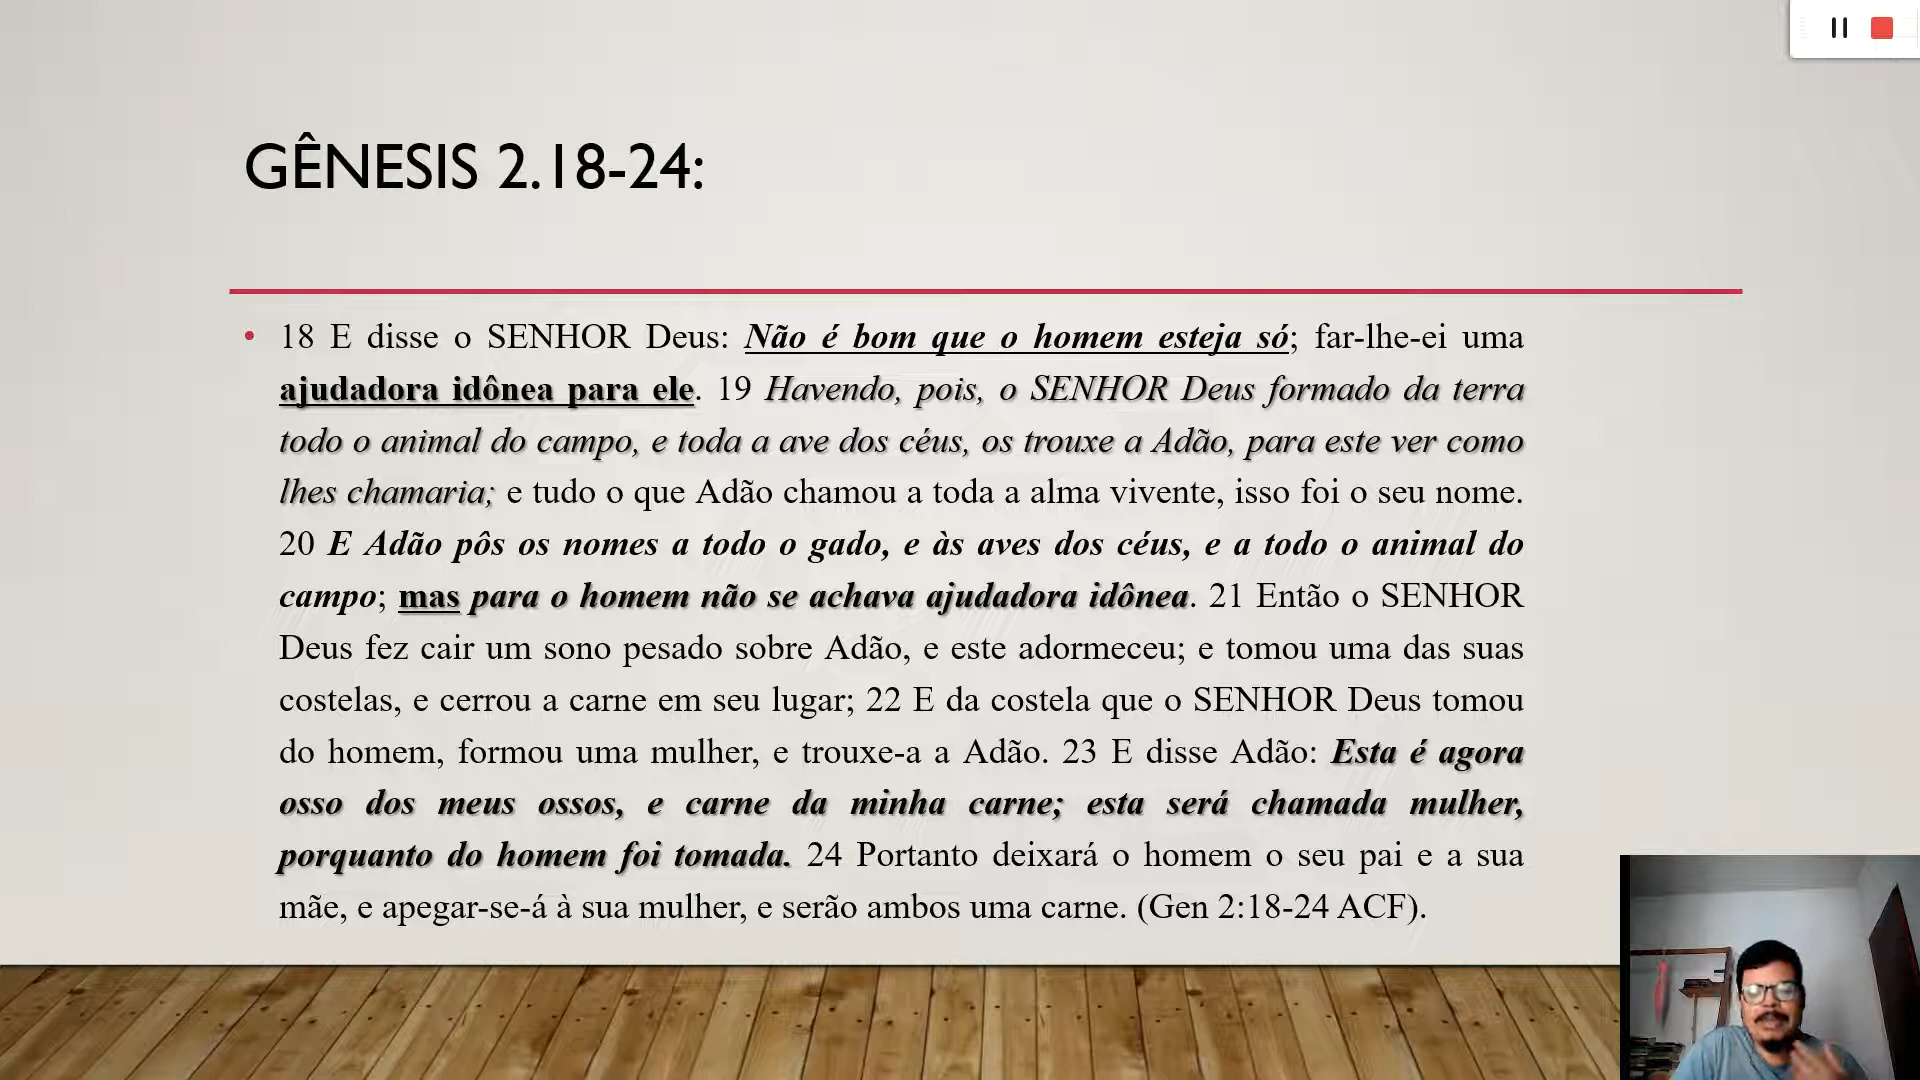 GÊNESIS 2.18-24:
• 18 E disse o SENHOR Deus: Não é bom que o homem esteja só; far-lhe-ei uma
ajudadora idônea para ele. 19 Havendo, pois, o SENHOR Deus formado da terra
todo o animal do campo, e toda a ave dos céus, os trouxe a Adão, para este ver como
lhes chamaria; e tudo o que Adão chamou a toda a alma vivente, isso foi o seu nome.
20 E Adão pôs os nomes a todo o gado, e às aves dos céus, e a todo o animal do
campo; mas para o homem não se achava ajudadora idônea. 21 Então o SENHOR
Deus fez cair um sono pesado sobre Adão, e este adormeceu; e tomou uma das suas
costelas, e cerrou a carne em seu lugar; 22 E da costela que o SENHOR Deus tomou
do homem, formou uma mulher, e trouxe-a a Adão. 23 E disse Adão: Esta é agora
osso dos meus ossos, e carne da minha carne; esta será chamada mulher,
porquanto do homem foi tomada. 24 Portanto deixará o homem o seu pai e a sua
mãe, e apegar-se-á à sua mulher, e serão ambos uma carne. (Gen 2:18-24 ACF).